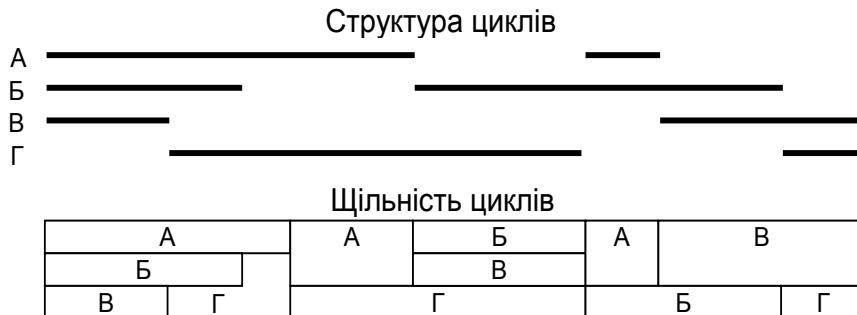 Структура циклів
А
Б
В
Г
Щільність циклів
А А Б А В
Б В
В Г Г Б Г